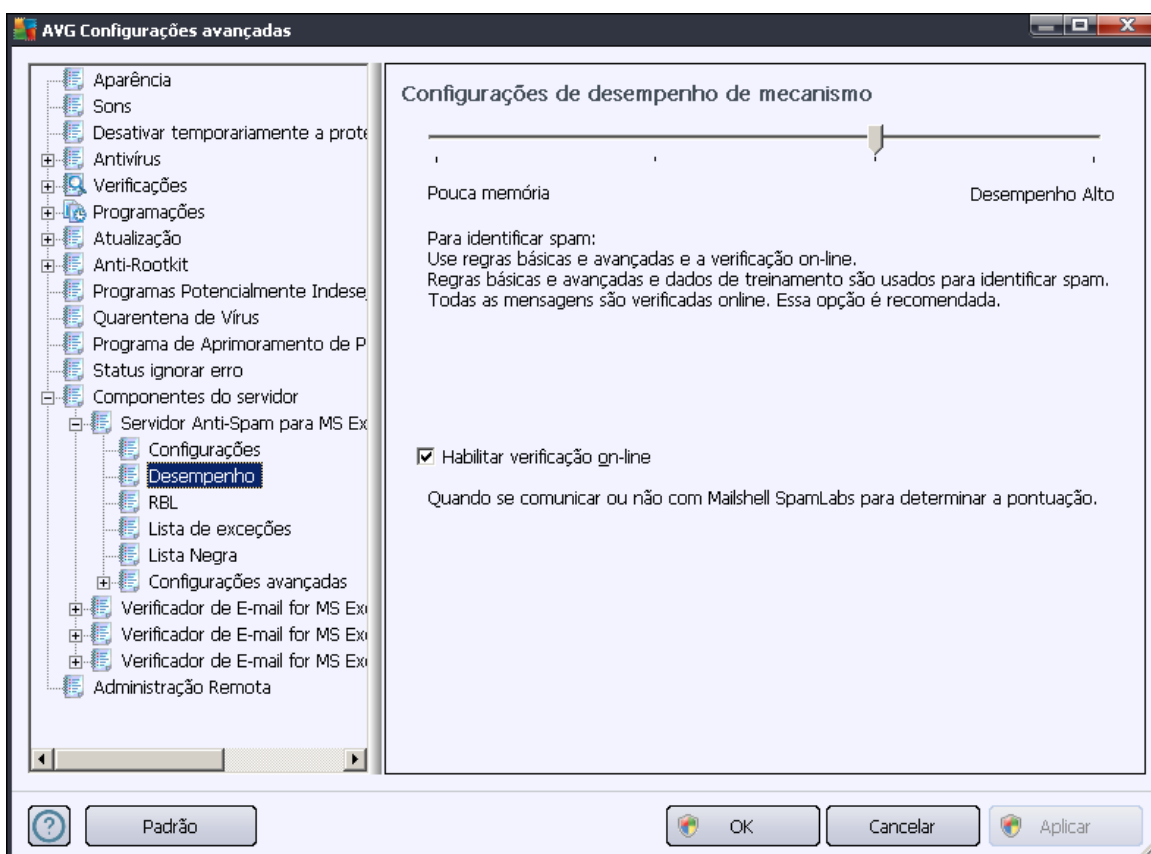 AVG Configurações avançadas
Aparência
Sons
Desativar temporariamente a prote
Antivírus
Verificações
Programações
Atualização
Anti-Rootkit
Programas Potencialmente Indese
Quarentena de Vírus
Programa de Aprimoramento de P
Status ignorar erro
Componentes do servidor
Servidor Anti-Spam para MS Ex
Configurações
Desempenho
RBL
Lista de exceções
Lista Negra
Configurações avançadas
Verificador de E-mail for MS Exc
Verificador de E-mail for MS Exc
Verificador de E-mail for MS Exc
Administração Remota
Configurações de desempenho de mecanismo
Pouca memória
Desempenho Alto
Para identificar spam:
Use regras básicas e avançadas e a verificação on-line.
Regras básicas e avançadas e dados de treinamento são usados para identificar spam.
Todas as mensagens são verificadas online. Essa opção é recomendada.
Habilitar verificação on-line
Quando se comunicar ou não com Mailshell SpamLabs para determinar a pontuação.
Padrão
OK
Cancelar
Aplicar